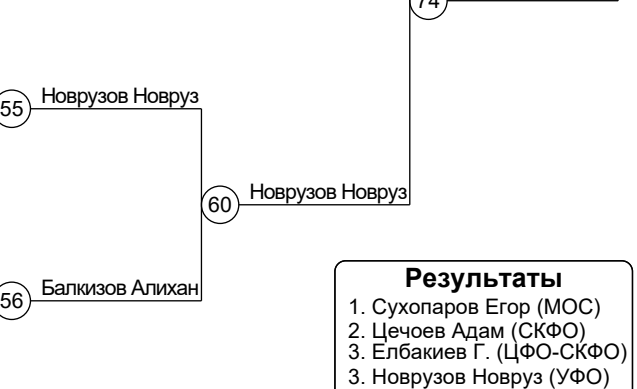 74
Новрузов Новруз
55
Новрузов Новруз
60
Балкизов Алихан
56
Результаты
1. Сухопаров Егор (МОС)
2. Цечоев Адам (СКФО)
3. Елбакиев Г. (ЦФО-СКФО)
3. Новрузов Новруз (УФО)